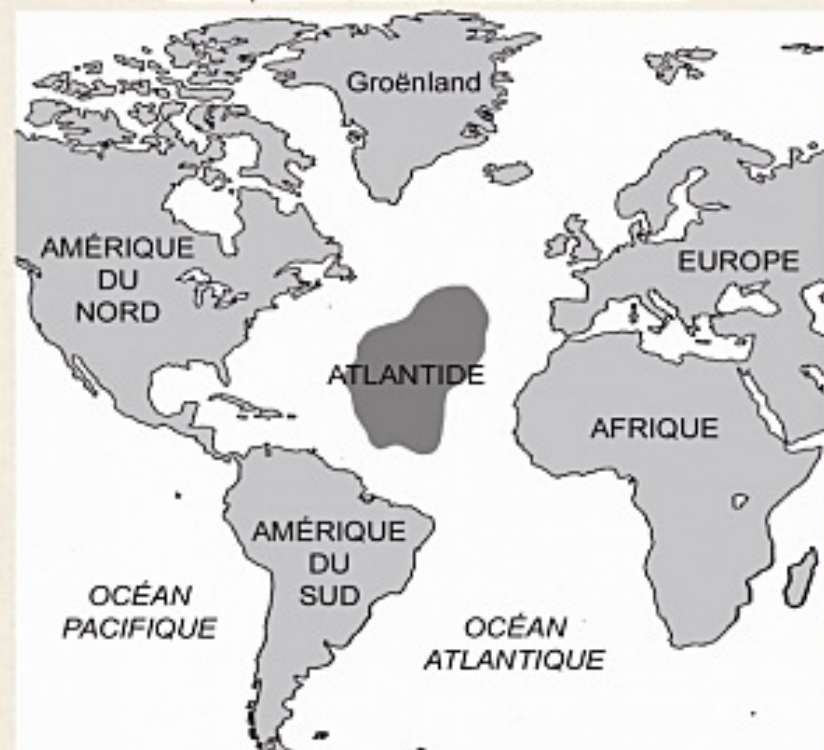 Groënland
AMÉRIQUE
DU
NORD
EUROPE
ATLANTIDE
AFRIQUE
AMÉRIQUE
DU
SUD
OCÉAN
PACIFIQUE
OCÉAN
ATLANTIQUE